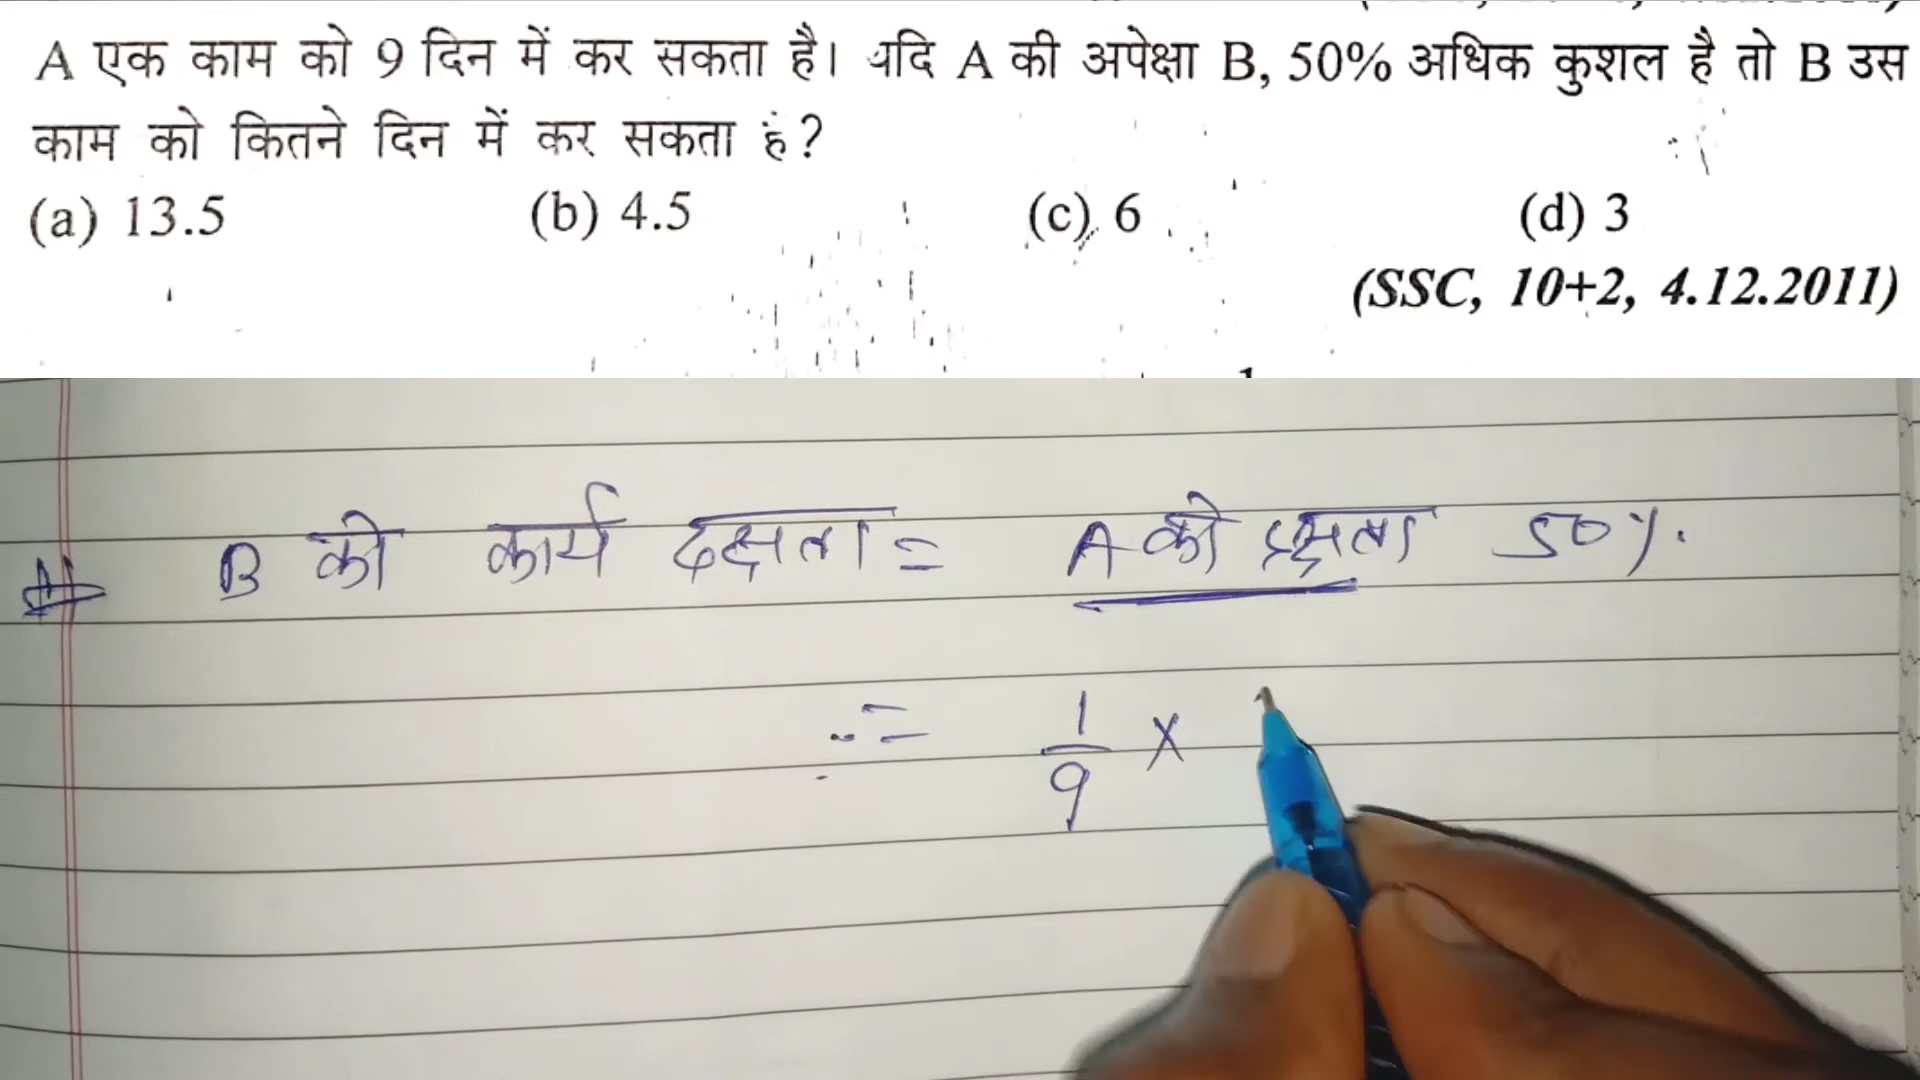 A एक काम को 9 दिन में कर सकता है। यदि A की अपेक्षा B, 50% अधिक कुशल है तो B उस
काम को कितने दिन में कर सकता है?
(a) 13.5 (b) 4.5 (c) 6 (d) 3
(SSC, 10+2, 4.12.2011)
B की कार्य दक्षता = A की दक्षता 50%.
= 1/9 ×